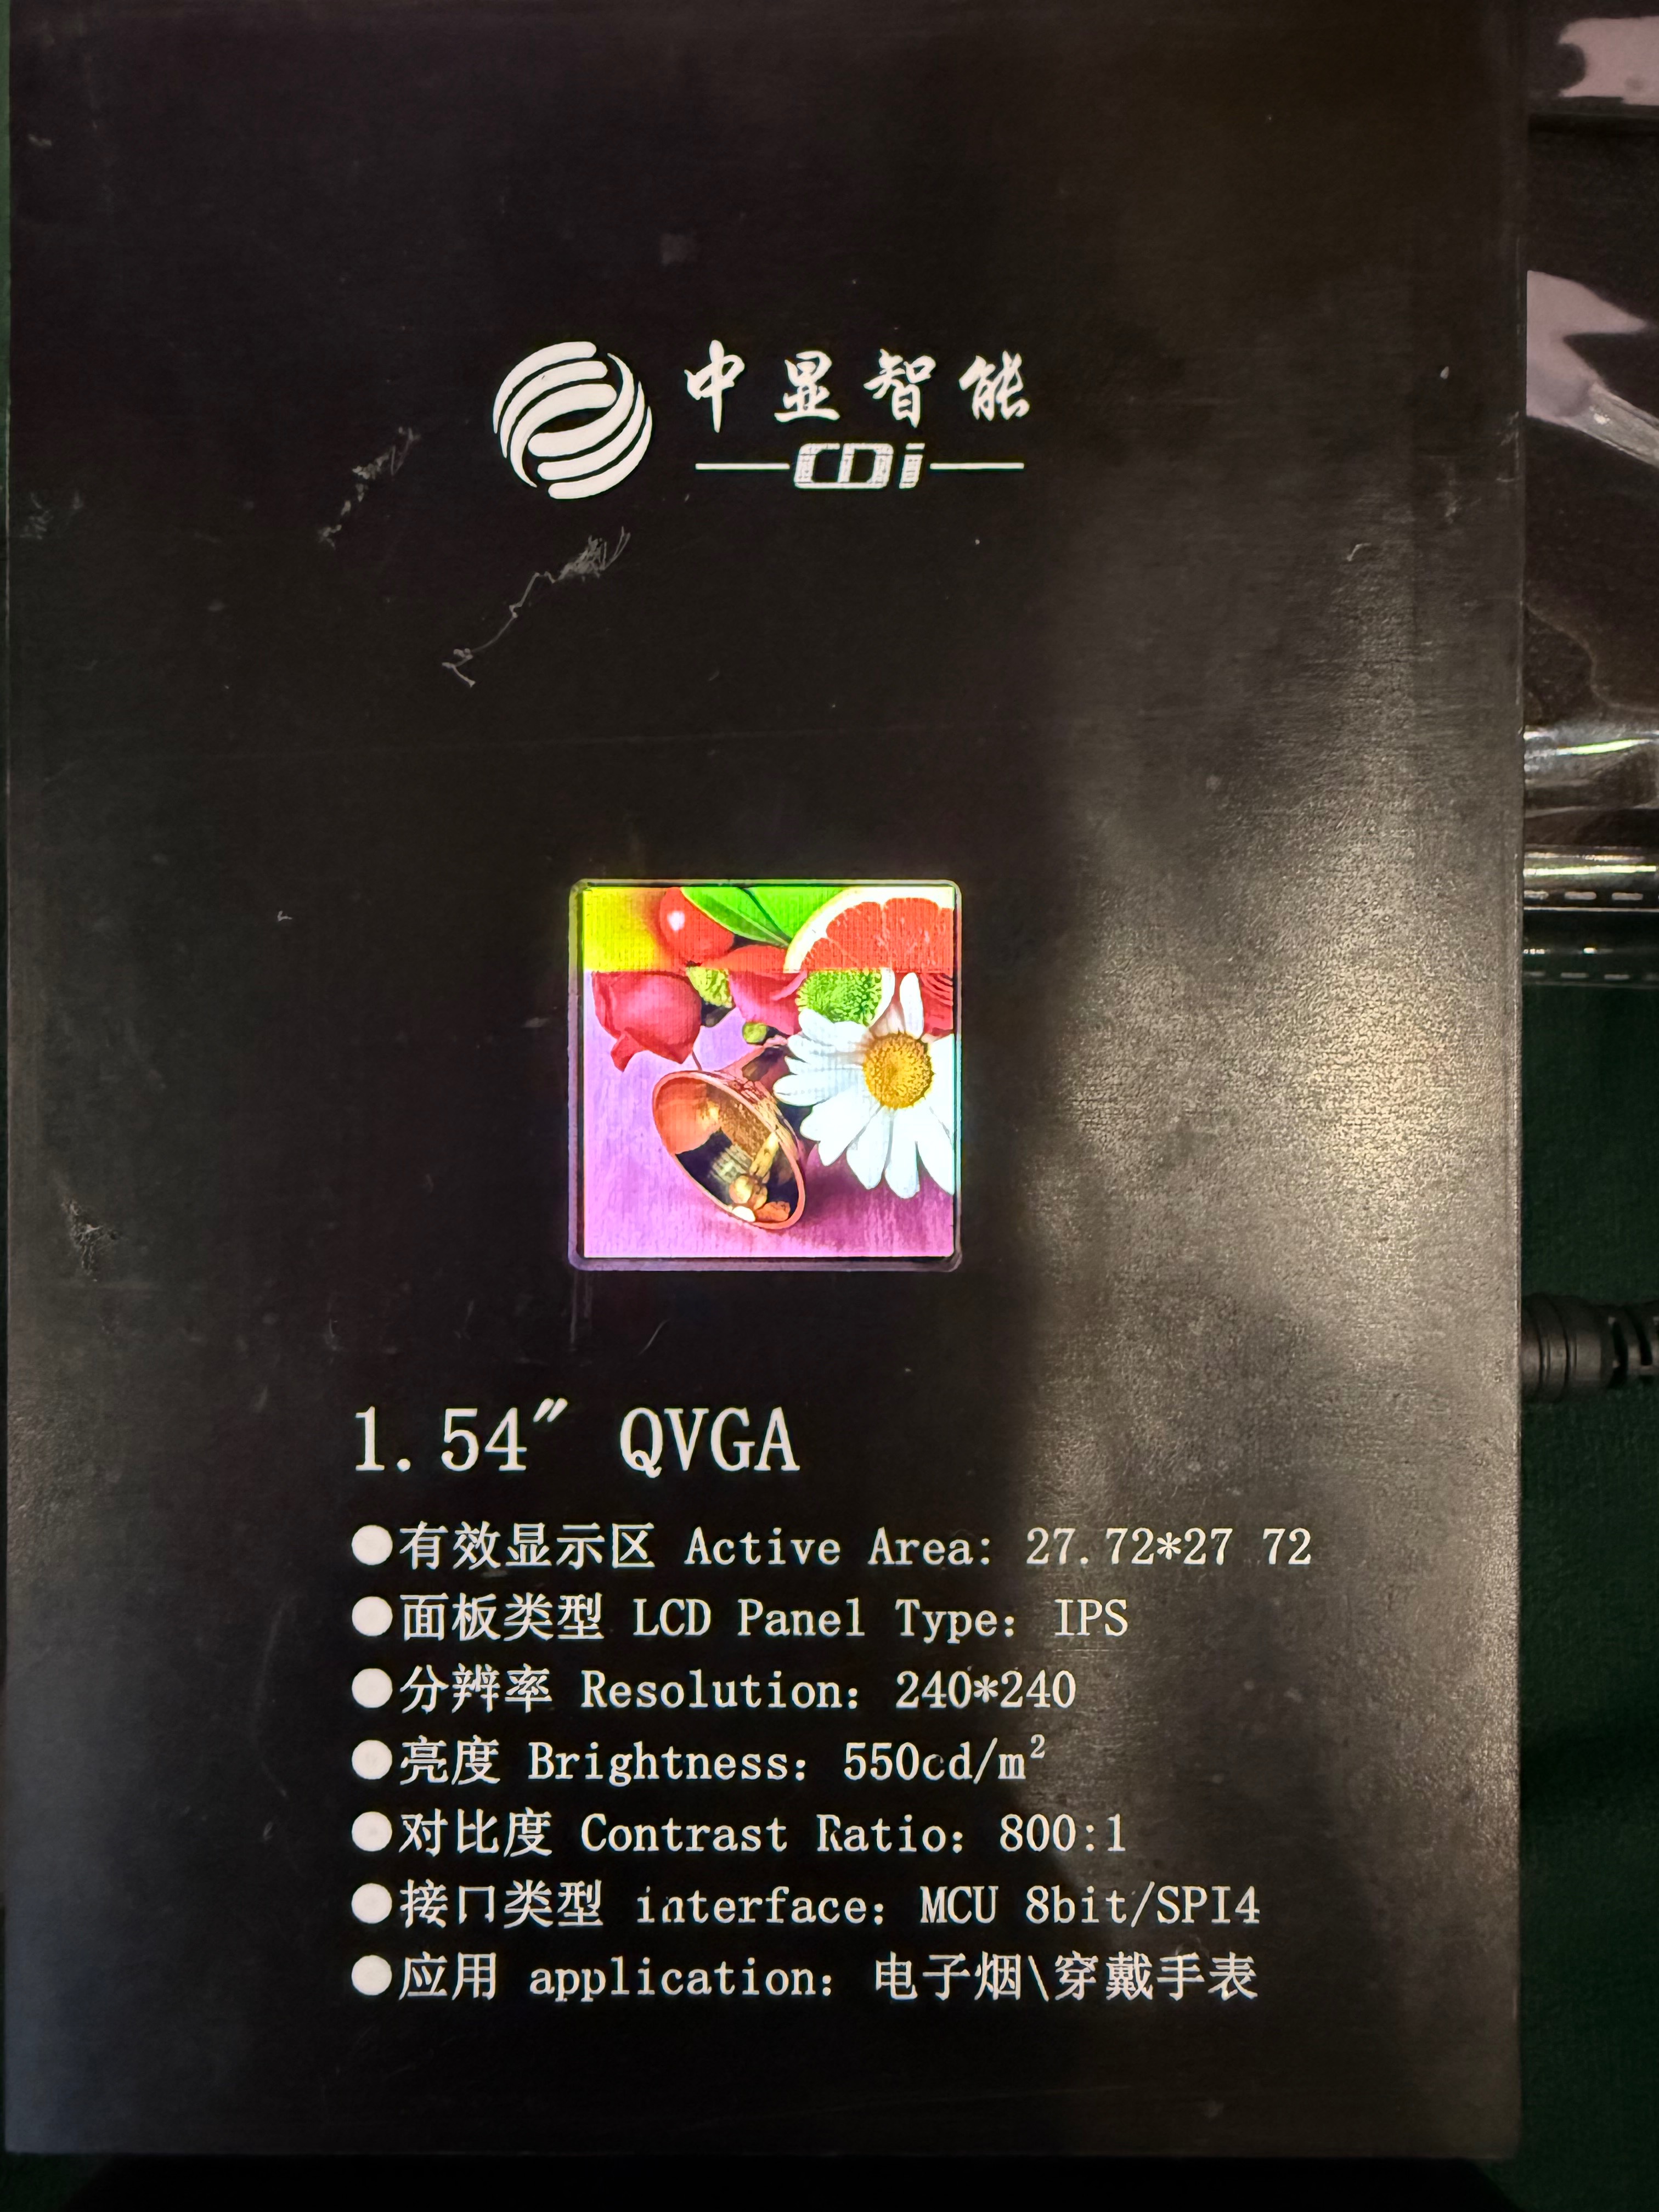 中显智能
CDi
1.54" QVGA
●有效显示区 Active Area: 27.72*27 72
●面板类型 LCD Panel Type: IPS
●分辨率 Resolution: 240*240
●亮度 Brightness: 550cd/m²
●对比度 Contrast Ratio: 800:1
●接口类型 interface: MCU 8bit/SPI4
●应用 application: 电子烟\穿戴手表